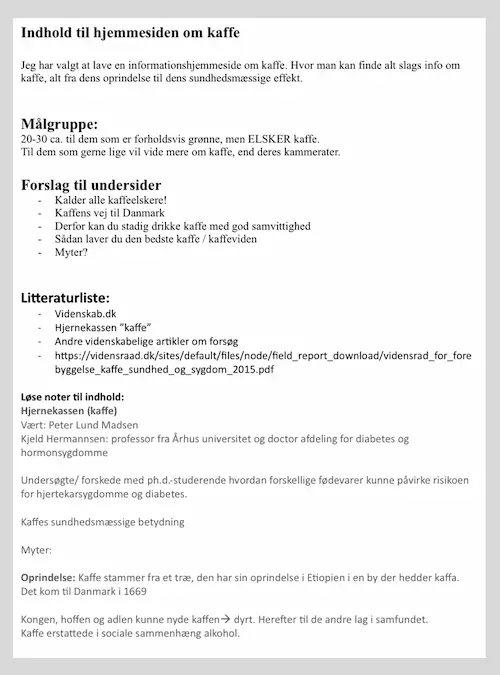 Indhold til hjemmesiden om kaffe
Jeg har valgt at lave en informationshjemmeside om kaffe. Hvor man kan finde alt slags info om
kaffe, alt fra dens oprindelse til dens sundhedsmæssige effekt.
Målgruppe:
20-30 ca. til dem som er forholdsvis grønne, men ELSKER kaffe.
Til dem som gerne lige vil vide mere om kaffe, end deres kammerater.
Forslag til undersider
- Kalder alle kaffeelskere!
- Kaffens vej til Danmark
- Derfor kan du stadig drikke kaffe med god samvittighed
- Sådan laver du den bedste kaffe / kaffeviden
- Myter?
Litteraturliste:
- Videnskab.dk
- Hjernekassen ”kaffe”
- Andre videnskabelige artikler om forsøg
- https://vidensraad.dk/sites/default/files/node/field_report_download/vidensrad_for_fore
byggelse_kaffe_sundhed_og_sygdom_2015.pdf
Løse noter til indhold:
Hjernekassen (kaffe)
Vært: Peter Lund Madsen
Kjeld Hermannsen: professor fra Århus universitet og doctor afdeling for diabetes og
hormonsygdomme
Undersøgte/ forskede med ph.d.-studerende hvordan forskellige fødevarer kunne påvirke risikoen
for hjertekarsygdomme og diabetes.
Kaffes sundhedsmæssige betydning
Myter:
Oprindelse: Kaffe stammer fra et træ, den har sin oprindelse i Etiopien i en by der hedder kaffa.
Det kom til Danmark i 1669
Kongen, hoffen og adlen kunne nyde kaffen→ dyrt. Herefter til de andre lag i samfundet.
Kaffe erstattede i sociale sammenhæng alkohol.